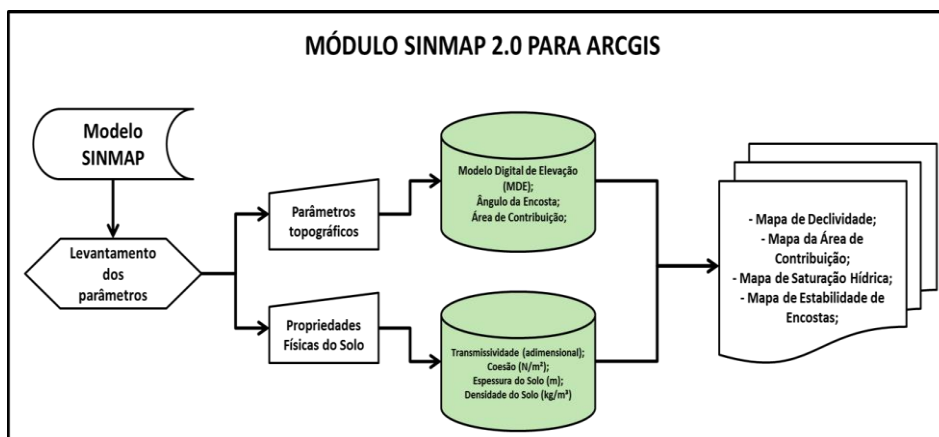 MÓDULO SINMAP 2.0 PARA ARCGIS
Modelo
SINMAP
Levantamento
dos
parâmetros
Parâmetros
topográficos
Propriedades
Físicas do Solo
Modelo Digital de Elevação
(MDE);
Ângulo da Encosta;
Área de Contribuição;
Transmissividade (adimensional);
Coesão (N/m²);
Espessura do Solo (m);
Densidade do Solo (kg/m³)
- Mapa de Declividade;
- Mapa da Área de
Contribuição;
- Mapa de Saturação Hídrica;
- Mapa de Estabilidade de
Encostas;